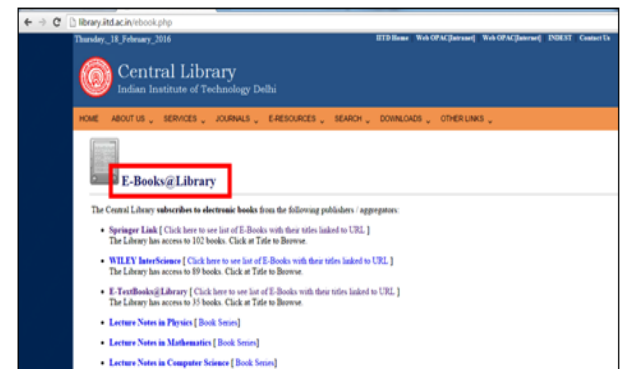 library.iitd.ac.in/ebook.php
Thursday,_18_February_2016
IITD Home Web OPAC[Intranet] Web OPAC[Internet] INDEST Contact Us
Central Library
Indian Institute of Technology Delhi
HOME ABOUT US SERVICES JOURNALS E-RESOURCES SEARCH DOWNLOADS OTHER LINKS
E-Books@Library
The Central Library subscribes to electronic books from the following publishers / aggregators:
• Springer Link [ Click here to see list of E-Books with their titles linked to URL ]
The Library has access to 102 books. Click at Title to Browse.
• WILEY InterScience [ Click here to see list of E-Books with their titles linked to URL ]
The Library has access to 89 books. Click at Title to Browse.
• E-TextBooks@Library [ Click here to see list of E-Books with their titles linked to URL ]
The Library has access to 35 books. Click at Title to Browse.
• Lecture Notes in Physics [ Book Series]
• Lecture Notes in Mathematics [ Book Series]
• Lecture Notes in Computer Science [ Book Series]